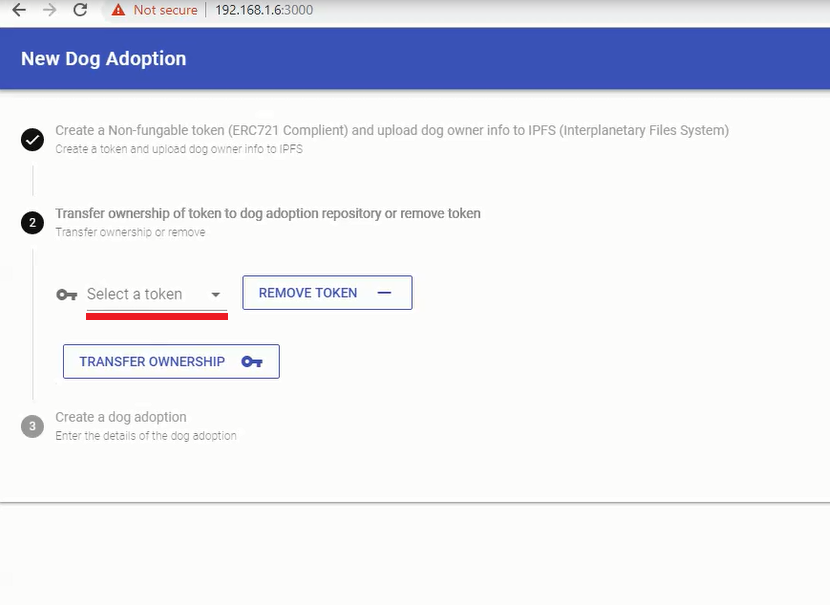 Not secure
192.168.1.6:3000
New Dog Adoption
Create a Non-fungable token (ERC721 Complient) and upload dog owner info to IPFS (Interplanetary Files System)
Create a token and upload dog owner info to IPFS
2
Transfer ownership of token to dog adoption repository or remove token
Transfer ownership or remove
Select a token
REMOVE TOKEN
TRANSFER OWNERSHIP
3
Create a dog adoption
Enter the details of the dog adoption